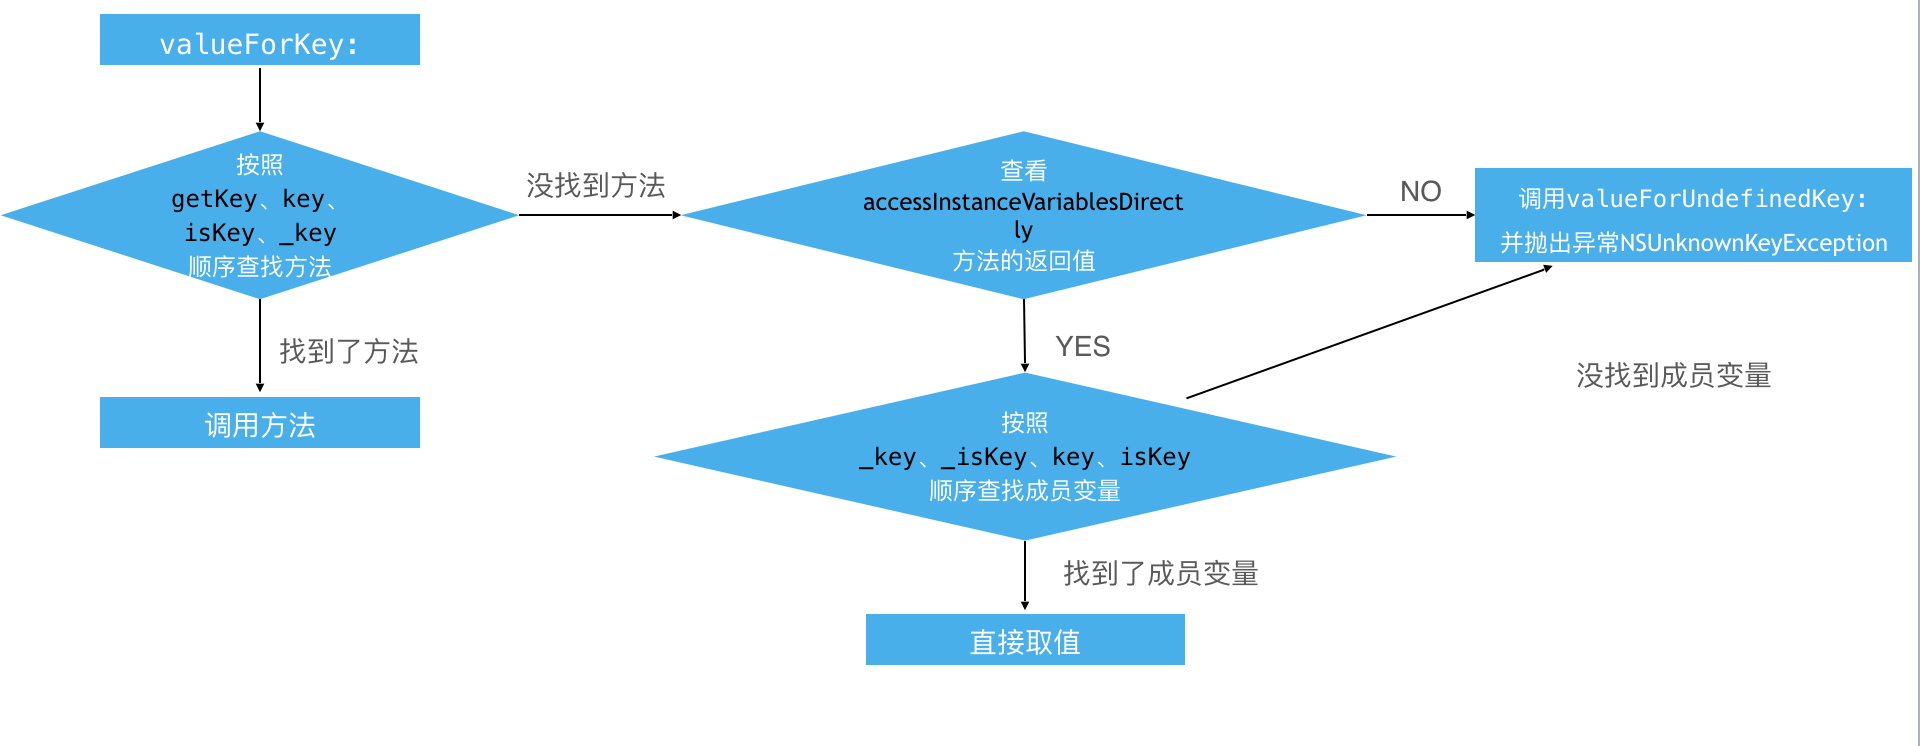 valueForKey:
按照
getKey、key、
isKey、_key
顺序查找方法
没找到方法
找到了方法
调用方法
查看
accessInstanceVariablesDirect
ly
方法的返回值
NO
调用valueForUndefinedKey:
并抛出异常NSUnknownKeyException
YES
没找到成员变量
按照
_key、_isKey、key、isKey
顺序查找成员变量
找到了成员变量
直接取值